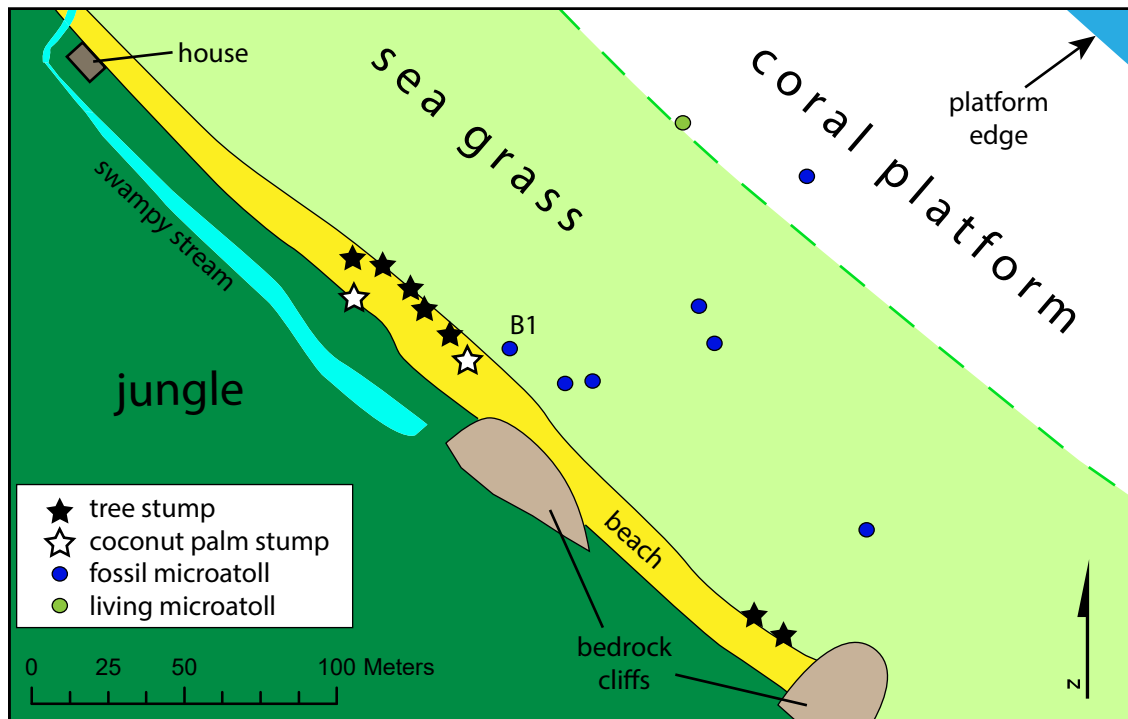 house
sea grass
coral platform
platform
edge
swampy stream
B1
jungle
beach
tree stump
coconut palm stump
fossil microatoll
living microatoll
bedrock
cliffs
0 25 50 100 Meters
N